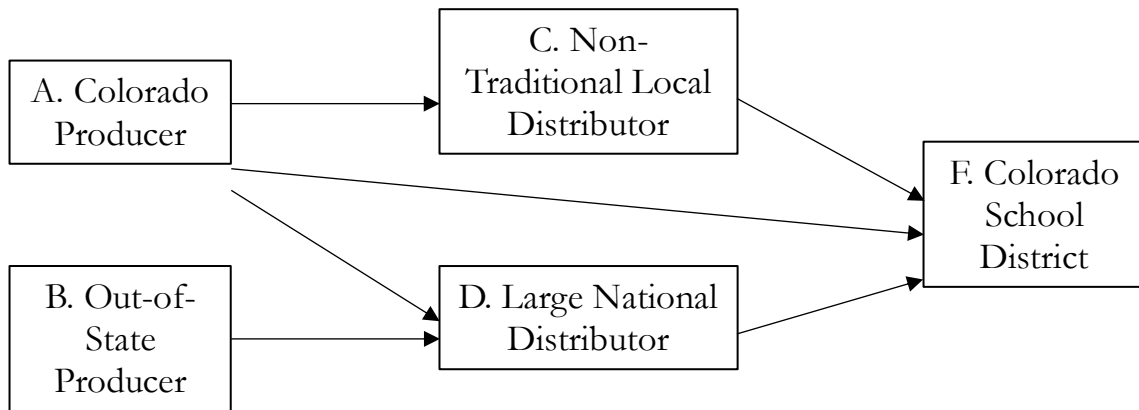 A. Colorado
Producer
C. Non-
Traditional Local
Distributor
F. Colorado
School
District
B. Out-of-
State
Producer
D. Large National
Distributor